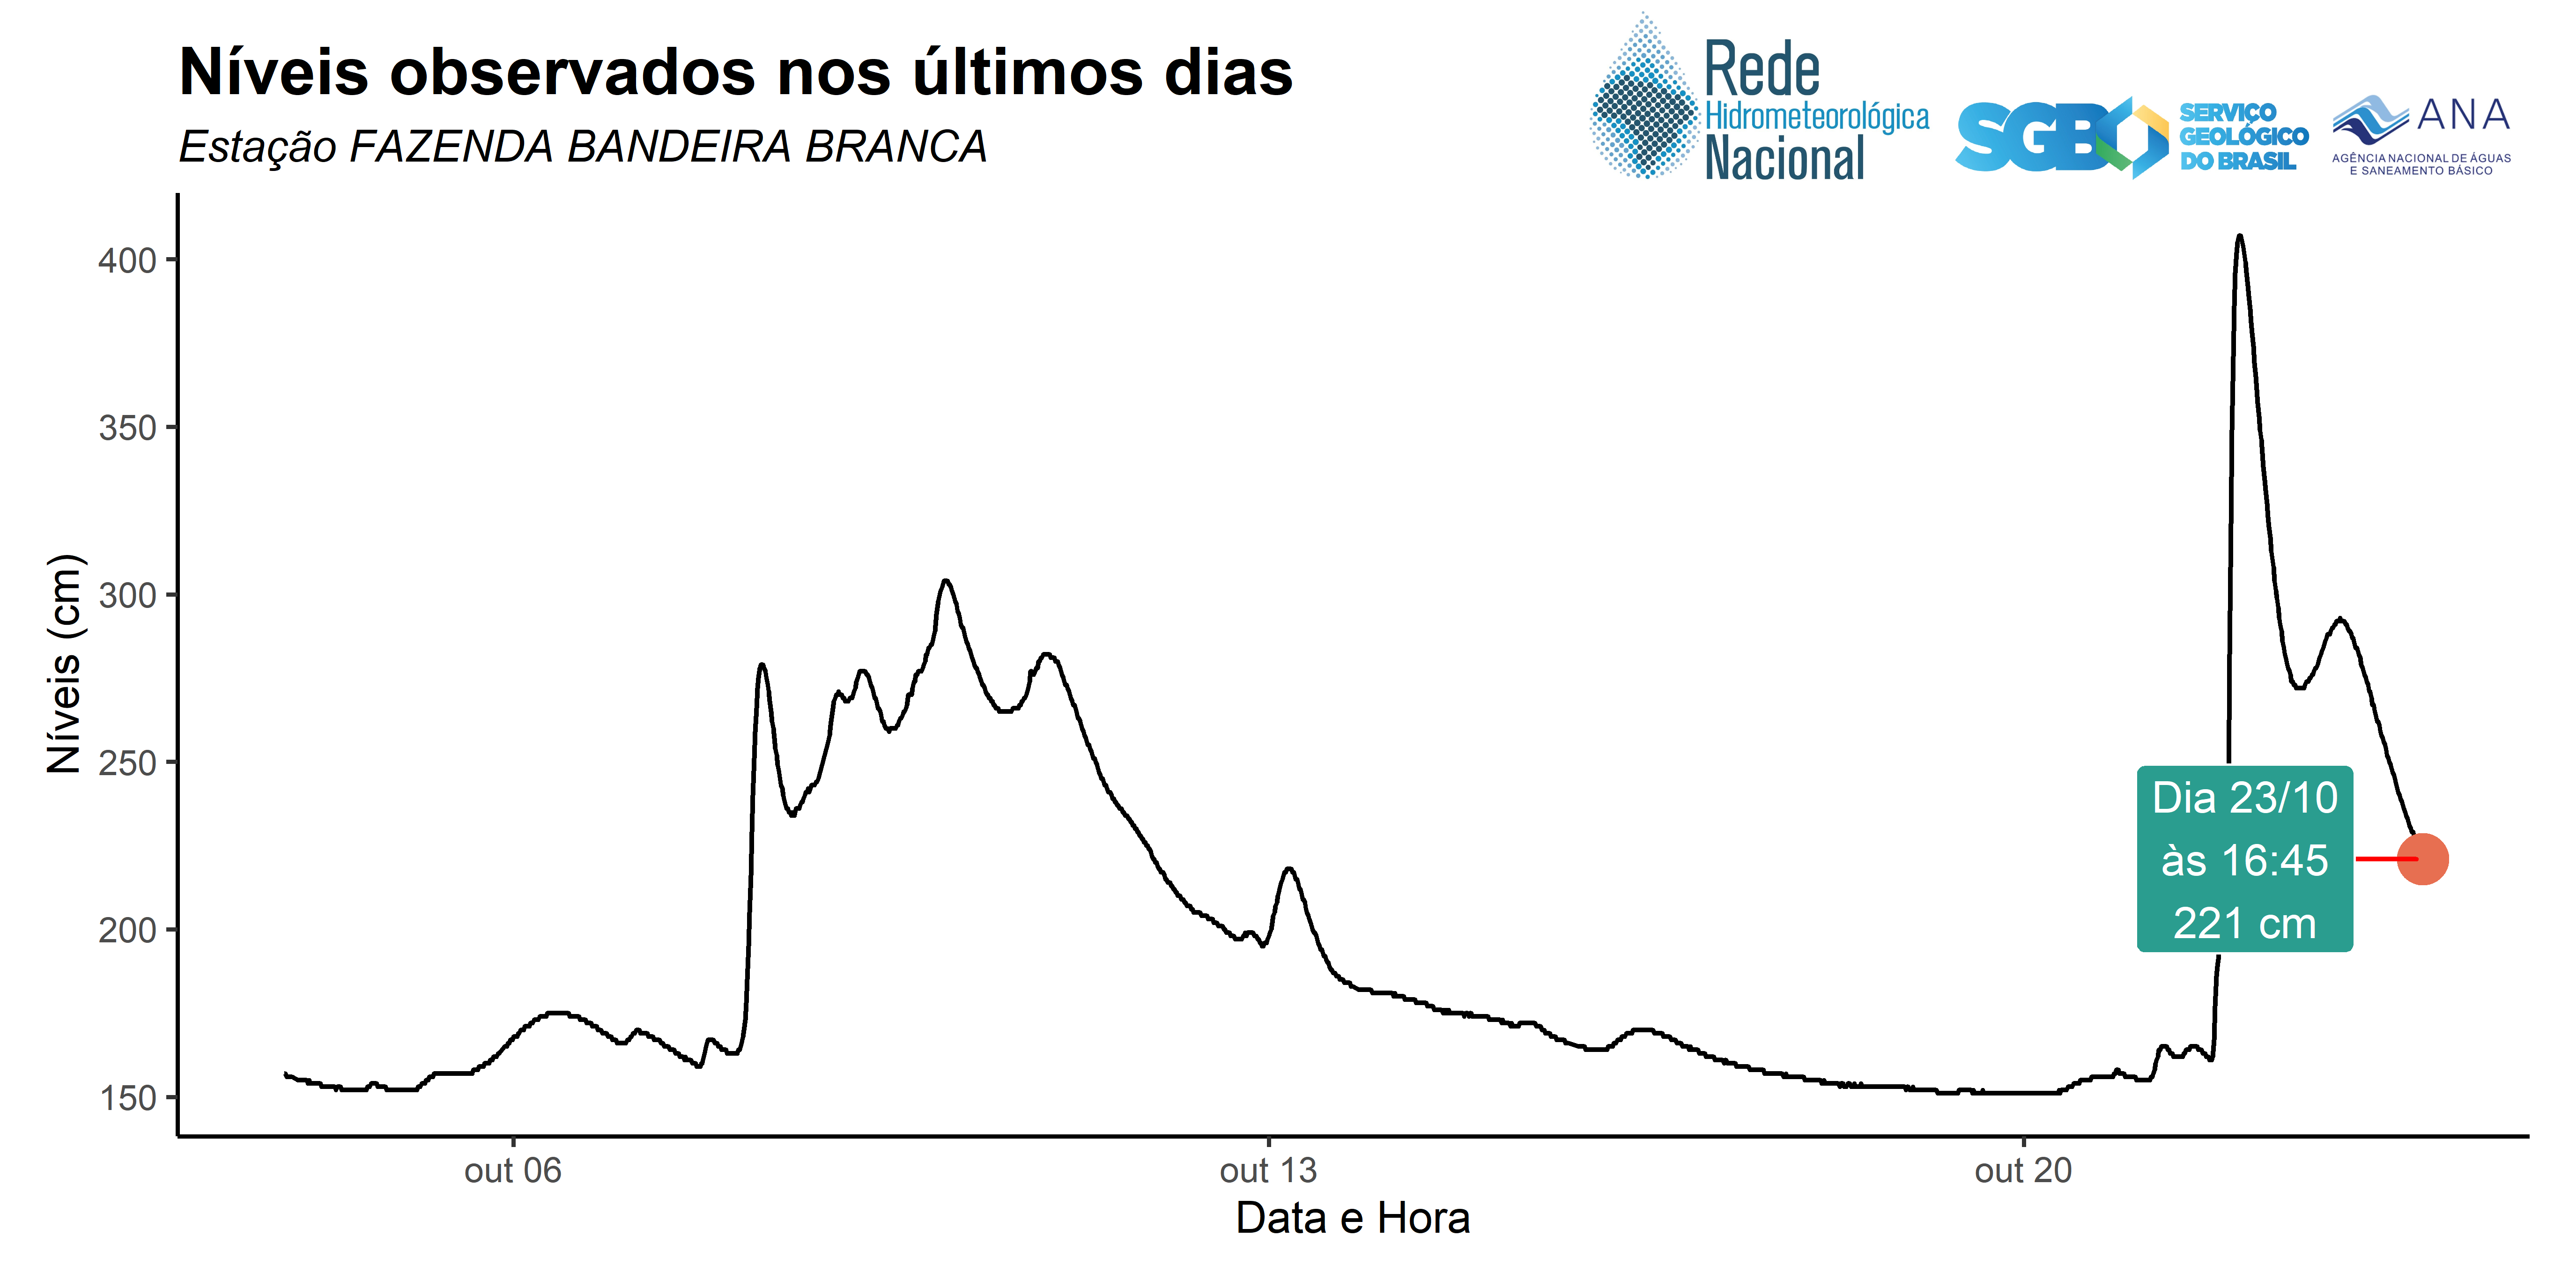 Níveis observados nos últimos dias
Estação FAZENDA BANDEIRA BRANCA
Rede
Hidrometeorológica
Nacional
SGB
SERVIÇO
GEOLÓGICO
DO BRASIL
ANA
AGÊNCIA NACIONAL DE ÁGUAS
E SANEAMENTO BÁSICO
Níveis (cm)
400
350
300
250
200
150
Dia 23/10
às 16:45
221 cm
out 06
out 13
out 20
Data e Hora